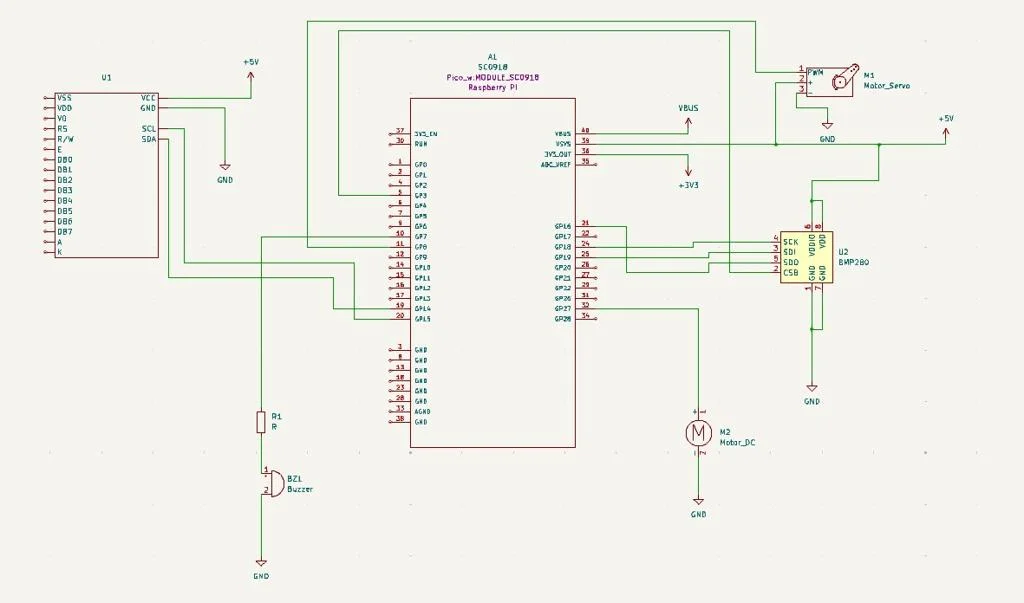 U1
+5V
VSS
VDD
VO
RS
R/W
E
DB0
DB1
DB2
DB3
DB4
DB5
DB6
DB7
A
K
VCC
GND
SCL
SDA
GND
A1
SC0918
Pico_w:MODULE_SC0918
Raspberry Pi
37 3V3_EN
30 RUN
1 GP0
2 GP1
4 GP2
5 GP3
6 GP4
7 GP5
9 GP6
10 GP7
11 GP8
12 GP9
14 GP10
15 GP11
16 GP12
17 GP13
19 GP14
20 GP15
3 GND
8 GND
13 GND
18 GND
23 GND
28 GND
33 AGND
38 GND
VBUS 40
VSYS 39
3V3_OUT 36
ADC_VREF 35
GP16 21
GP17 22
GP18 24
GP19 25
GP20 26
GP21 27
GP22 29
GP26 31
GP27 32
GP28 34
VBUS
+3V3
1 PWM
2 +
3 -
M1
Motor_Servo
GND
+5V
6 VDDIO
8 VDD
4 SCK
3 SDI
5 SDO
2 CSB
1 GND
7 GND
U2
BMP280
GND
R1
R
1
2
BZ1
Buzzer
GND
+ 1
M
- 2
M2
Motor_DC
GND